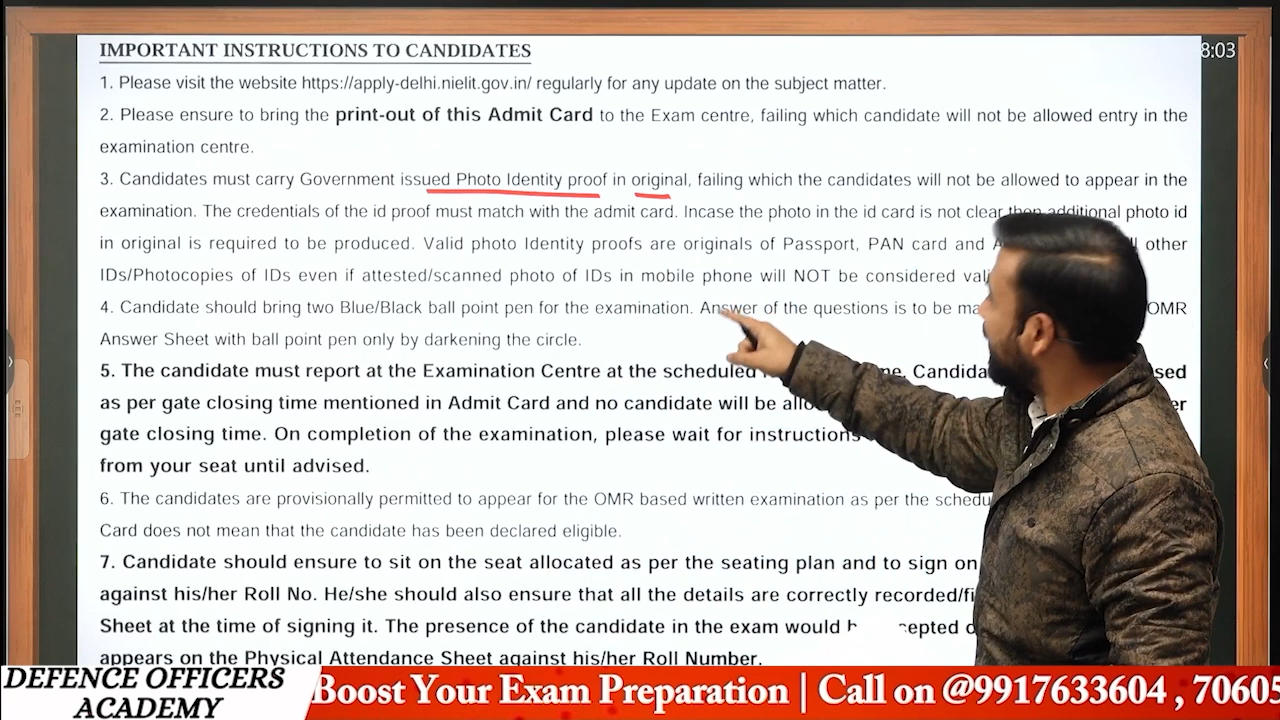 IMPORTANT INSTRUCTIONS TO CANDIDATES
8:03
1. Please visit the website https://apply-delhi.nielit.gov.in/ regularly for any update on the subject matter.
2. Please ensure to bring the print-out of this Admit Card to the Exam centre, failing which candidate will not be allowed entry in the
examination centre.
3. Candidates must carry Government issued Photo Identity proof in original, failing which the candidates will not be allowed to appear in the
examination. The credentials of the id proof must match with the admit card. Incase the photo in the id card is not clear then additional photo id
in original is required to be produced. Valid photo Identity proofs are originals of Passport, PAN card and other
IDs/Photocopies of IDs even if attested/scanned photo of IDs in mobile phone will NOT be considered
4. Candidate should bring two Blue/Black ball point pen for the examination. Answer of the questions is to be OMR
Answer Sheet with ball point pen only by darkening the circle.
5. The candidate must report at the Examination Centre at the scheduled
as per gate closing time mentioned in Admit Card and no candidate will be
gate closing time. On completion of the examination, please wait for instructions
from your seat until advised.
6. The candidates are provisionally permitted to appear for the OMR based written examination as per the
Card does not mean that the candidate has been declared eligible.
7. Candidate should ensure to sit on the seat allocated as per the seating plan and to sign on
against his/her Roll No. He/she should also ensure that all the details are correctly
Sheet at the time of signing it. The presence of the candidate in the exam would
appears on the Physical Attendance Sheet against his/her Roll Number.
DEFENCE OFFICERS
ACADEMY
Boost Your Exam Preparation | Call on @9917633604 , 70605